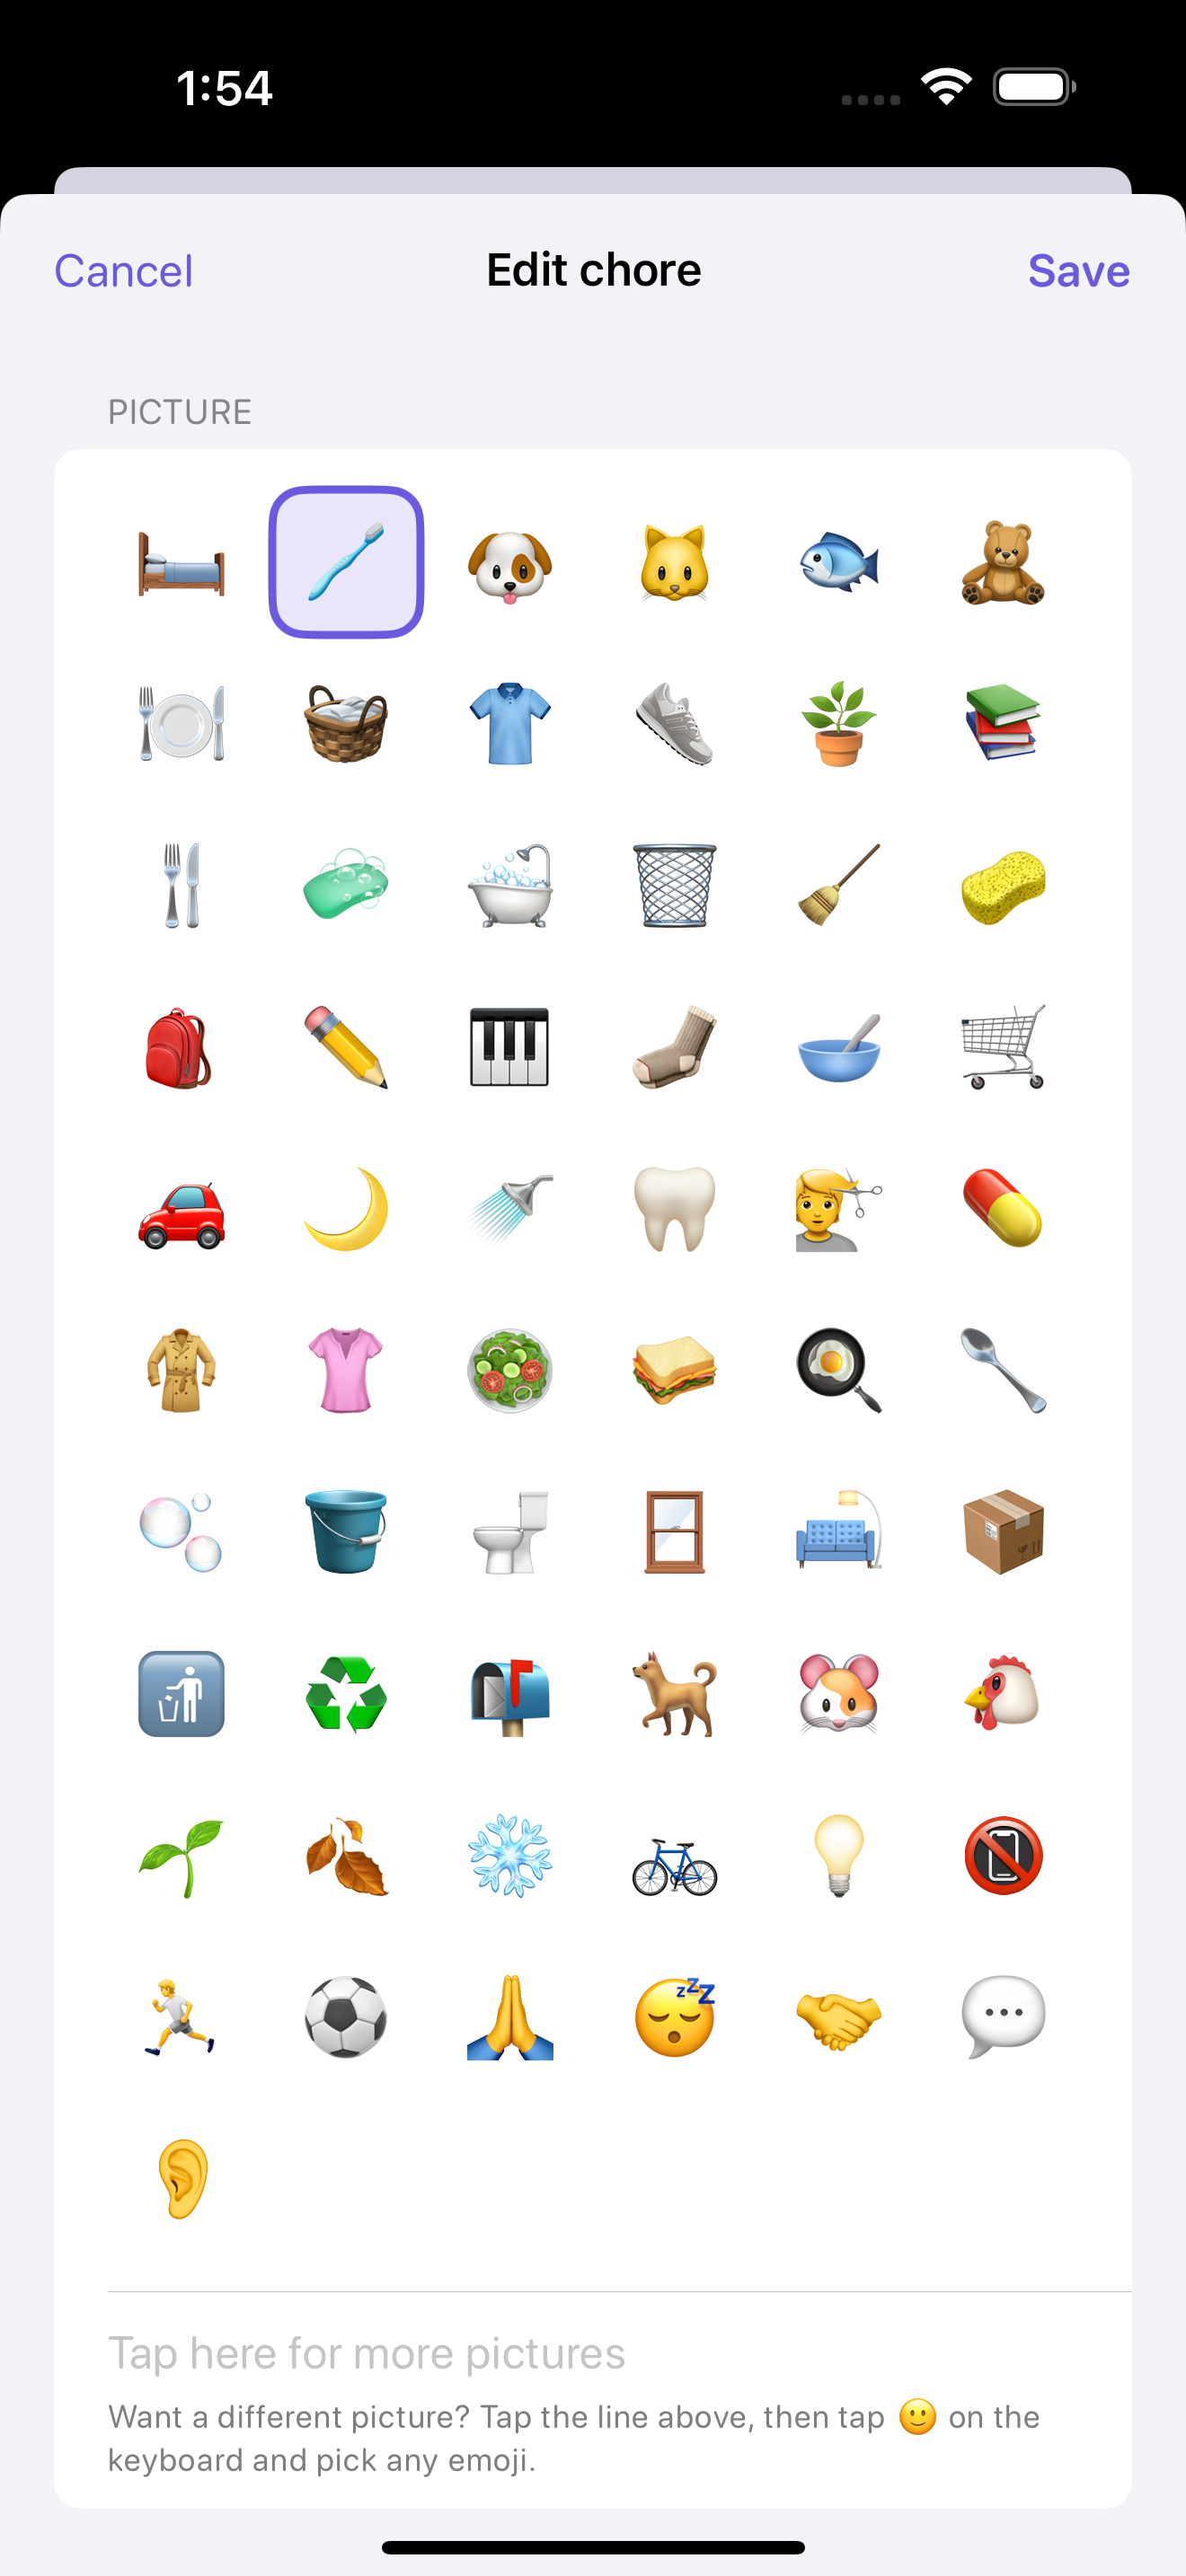 1:54
Cancel
Edit chore
Save
PICTURE
Tap here for more pictures
Want a different picture? Tap the line above, then tap 🙂 on the
keyboard and pick any emoji.